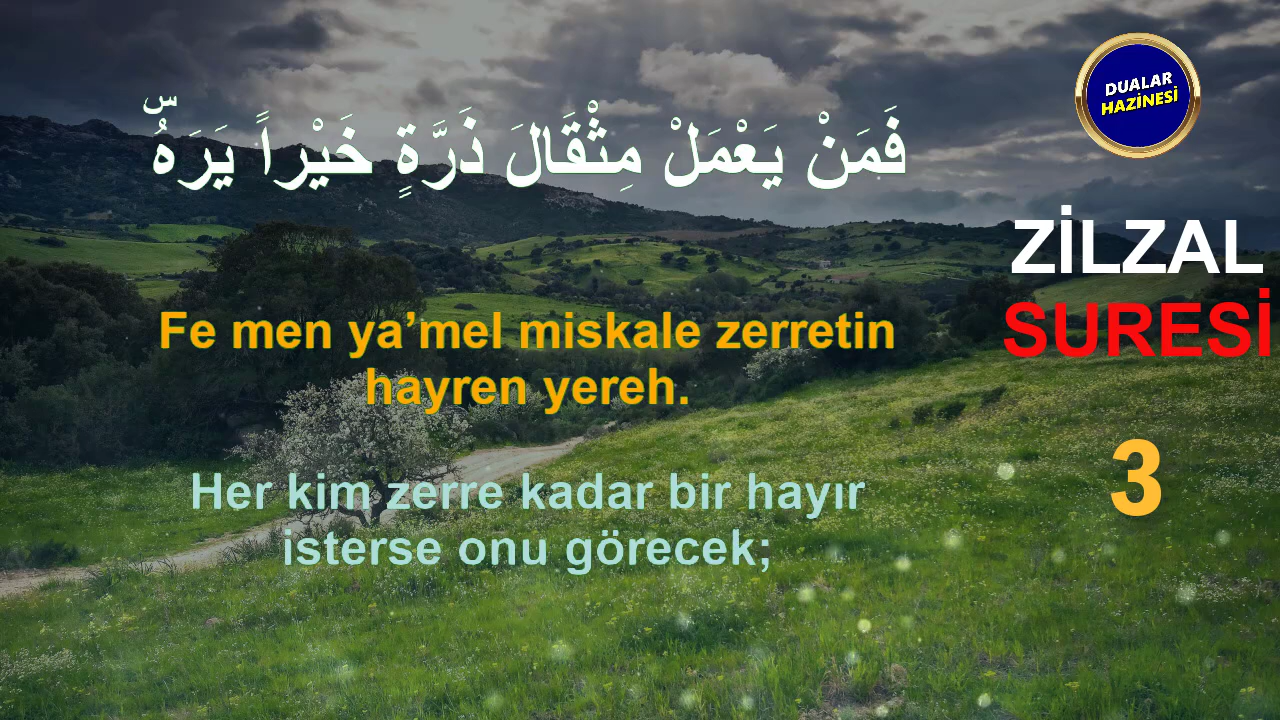 فَمَنْ يَعْمَلْ مِثْقَالَ ذَرَّةٍ خَيْراً يَرَهُۜ
Fe men ya’mel miskale zerretin
hayren yereh.
Her kim zerre kadar bir hayır
isterse onu görecek;
DUALAR
HAZİNESİ
ZİLZAL
SURESİ
3